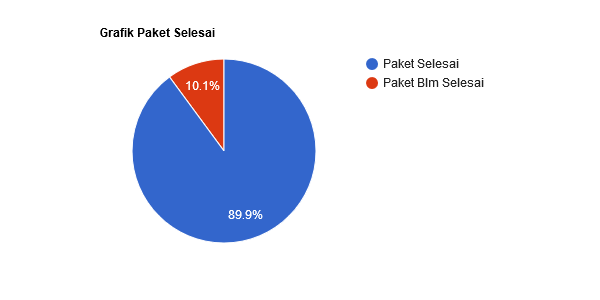 Grafik Paket Selesai
Paket Selesai
Paket Blm Selesai
10.1%
89.9%